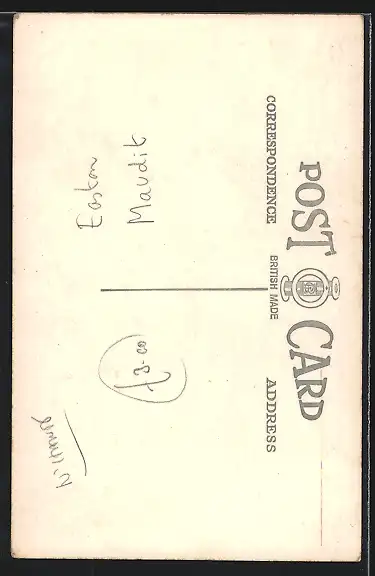 POST CARD
BRITISH MADE
CORRESPONDENCE
ADDRESS
Easton
Maudit
£3-00
N'Hants